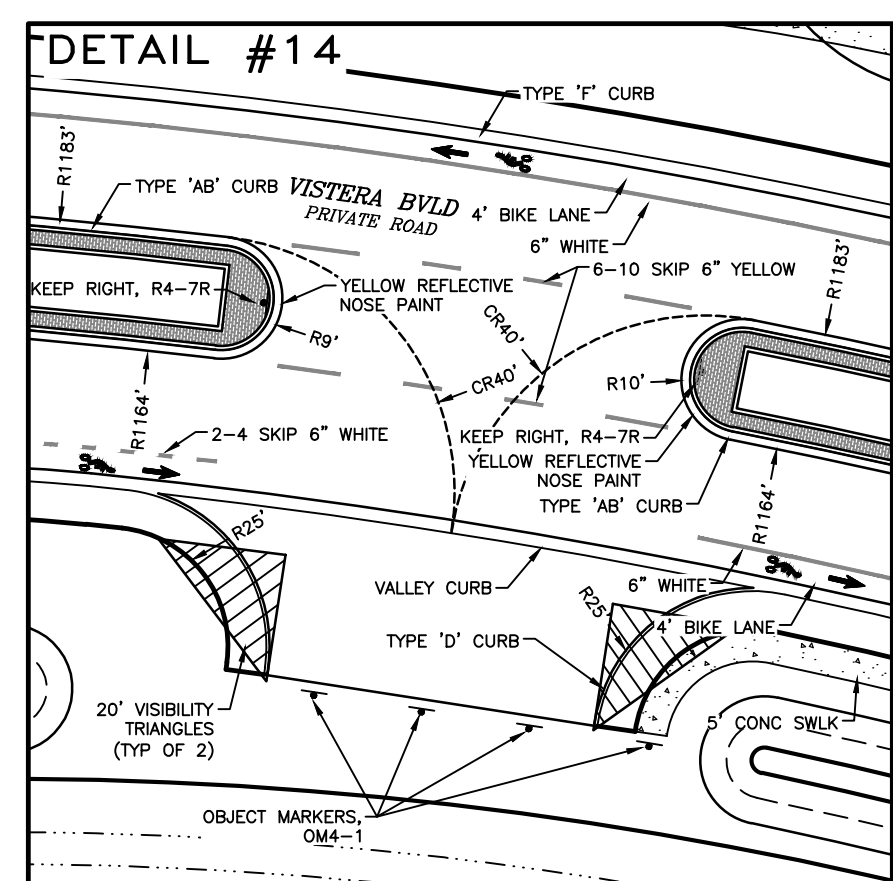 DETAIL #14
TYPE 'F' CURB
R1183'
TYPE 'AB' CURB
VISTERA BVLD
PRIVATE ROAD
4' BIKE LANE
6" WHITE
6-10 SKIP 6" YELLOW
R1183'
KEEP RIGHT, R4-7R
YELLOW REFLECTIVE
NOSE PAINT
R9'
CR40'
CR40'
R10'
R1164'
2-4 SKIP 6" WHITE
KEEP RIGHT, R4-7R
YELLOW REFLECTIVE
NOSE PAINT
TYPE 'AB' CURB
R1164'
R25'
VALLEY CURB
6" WHITE
R25'
4' BIKE LANE
TYPE 'D' CURB
20' VISIBILITY
TRIANGLES
(TYP OF 2)
5' CONC SWLK
OBJECT MARKERS,
OM4-1